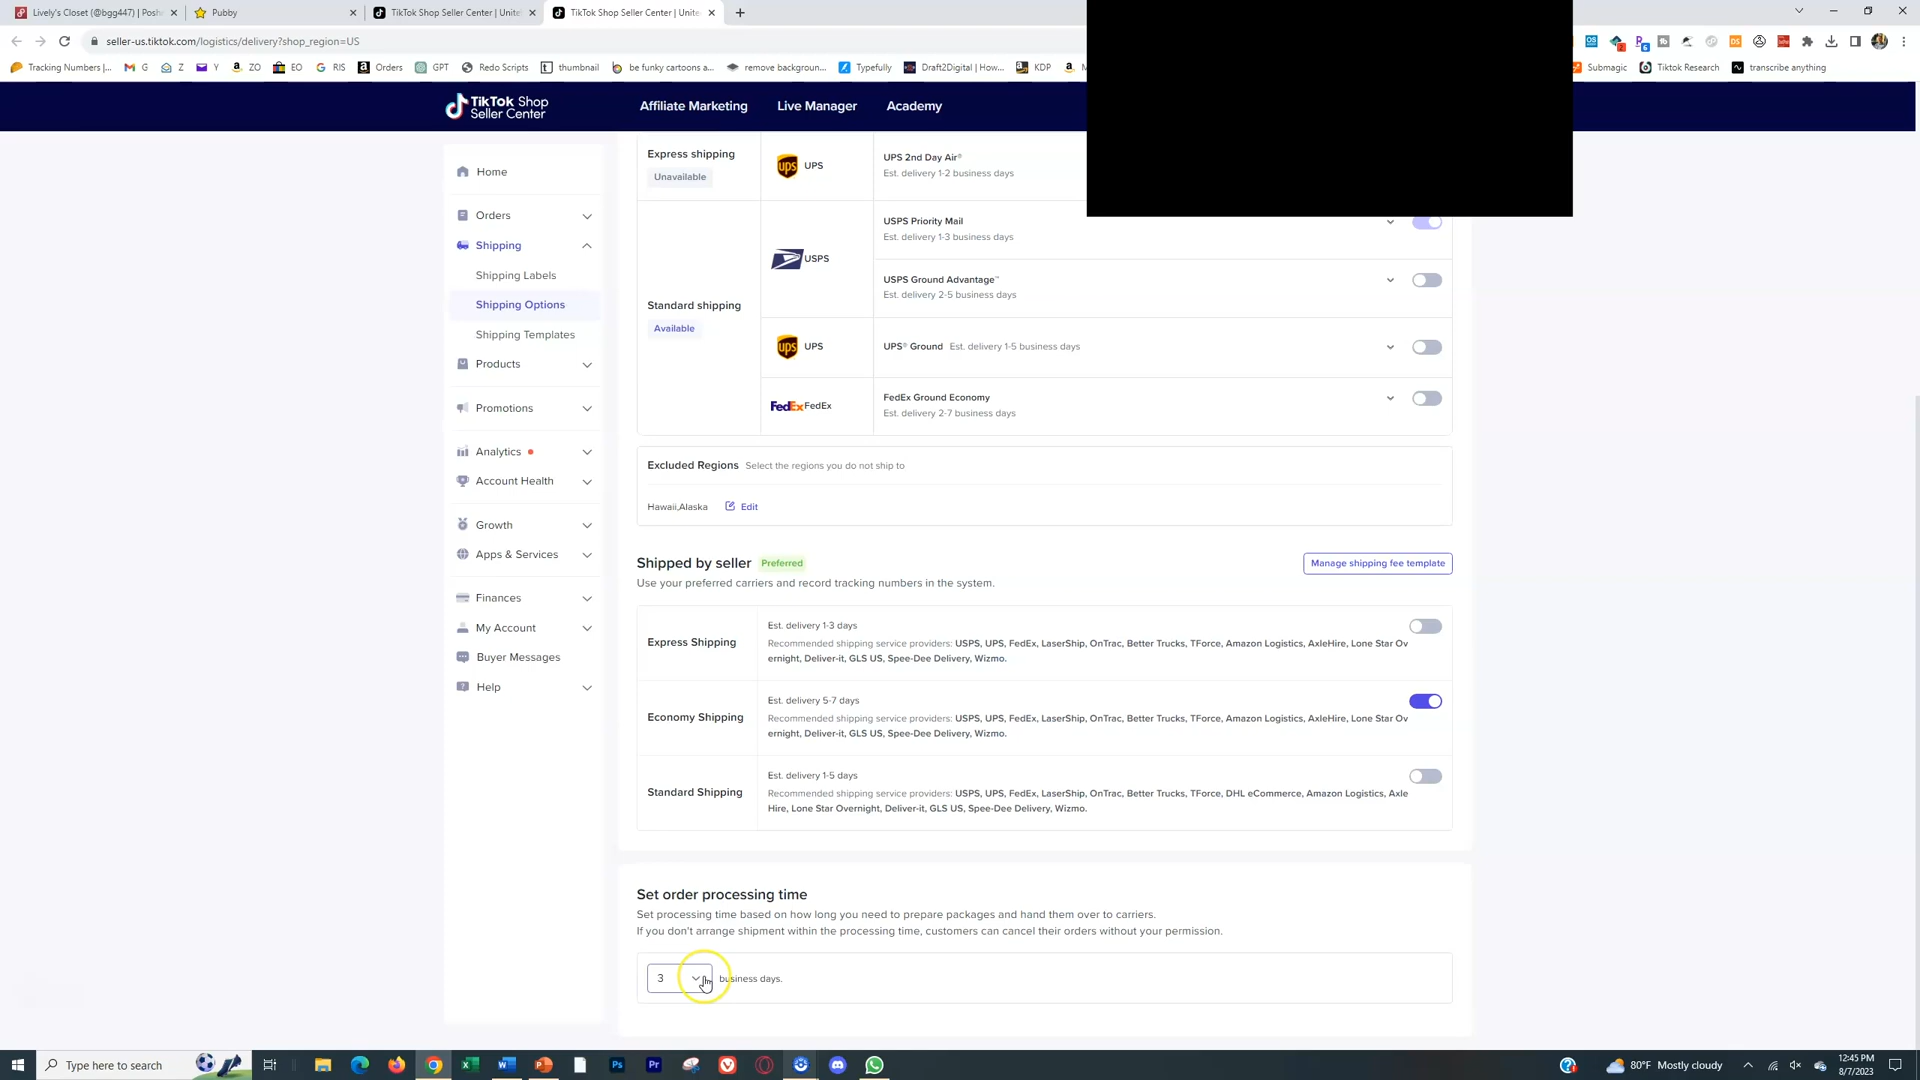 Lively's Closet (@bgg447) | Posh
Pubby
TikTok Shop Seller Center | Unite
TikTok Shop Seller Center | Unite
seller-us.tiktok.com/logistics/delivery?shop_region=US
Tracking Numbers |...
G
Z
Y
ZO
EO
RIS
Orders
GPT
Redo Scripts
thumbnail
be funky cartoons a...
remove backgroun...
Typefully
Draft2Digital | How...
KDP
Submagic
Tiktok Research
transcribe anything
TikTok Shop
Seller Center
Affiliate Marketing
Live Manager
Academy
Home
Orders
Shipping
Shipping Labels
Shipping Options
Shipping Templates
Products
Promotions
Analytics
Account Health
Growth
Apps & Services
Finances
My Account
Buyer Messages
Help
Express shipping
Unavailable
UPS
UPS 2nd Day Air®
Est. delivery 1-2 business days
Standard shipping
Available
USPS
USPS Priority Mail
Est. delivery 1-3 business days
USPS Ground Advantage™
Est. delivery 2-5 business days
UPS
UPS® Ground Est. delivery 1-5 business days
FedEx FedEx
FedEx Ground Economy
Est. delivery 2-7 business days
Excluded Regions Select the regions you do not ship to
Hawaii,Alaska Edit
Shipped by seller Preferred
Manage shipping fee template
Use your preferred carriers and record tracking numbers in the system.
Express Shipping
Est. delivery 1-3 days
Recommended shipping service providers: USPS, UPS, FedEx, LaserShip, OnTrac, Better Trucks, TForce, Amazon Logistics, AxleHire, Lone Star Ov
ernight, Deliver-it, GLS US, Spee-Dee Delivery, Wizmo.
Economy Shipping
Est. delivery 5-7 days
Recommended shipping service providers: USPS, UPS, FedEx, LaserShip, OnTrac, Better Trucks, TForce, Amazon Logistics, AxleHire, Lone Star Ov
ernight, Deliver-it, GLS US, Spee-Dee Delivery, Wizmo.
Standard Shipping
Est. delivery 1-5 days
Recommended shipping service providers: USPS, UPS, FedEx, LaserShip, OnTrac, Better Trucks, TForce, DHL eCommerce, Amazon Logistics, Axle
Hire, Lone Star Overnight, Deliver-it, GLS US, Spee-Dee Delivery, Wizmo.
Set order processing time
Set processing time based on how long you need to prepare packages and hand them over to carriers.
If you don't arrange shipment within the processing time, customers can cancel their orders without your permission.
3 business days.
Type here to search
80°F Mostly cloudy
12:45 PM
8/7/2023